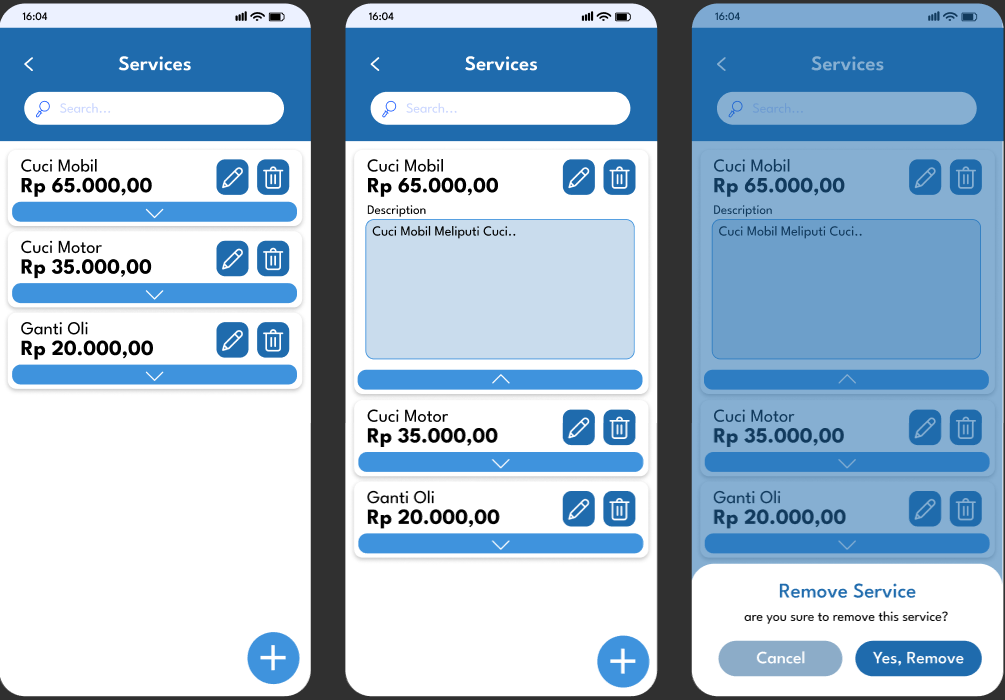 16:04
Services
Search...
Cuci Mobil
Rp 65.000,00
Cuci Motor
Rp 35.000,00
Ganti Oli
Rp 20.000,00
16:04
Services
Search...
Cuci Mobil
Rp 65.000,00
Description
Cuci Mobil Meliputi Cuci..
Cuci Motor
Rp 35.000,00
Ganti Oli
Rp 20.000,00
16:04
Services
Search...
Cuci Mobil
Rp 65.000,00
Description
Cuci Mobil Meliputi Cuci..
Cuci Motor
Rp 35.000,00
Ganti Oli
Rp 20.000,00
Remove Service
are you sure to remove this service?
Cancel
Yes, Remove